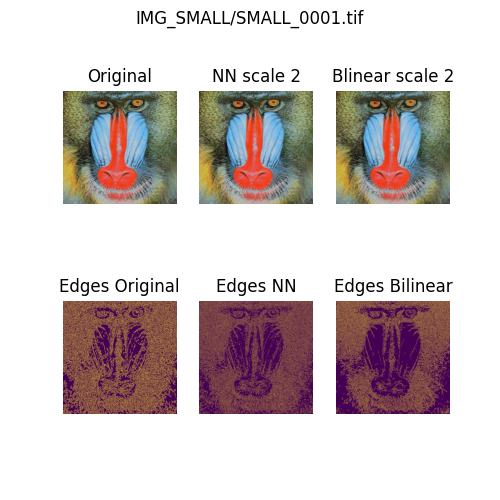 IMG_SMALL/SMALL_0001.tif
Original
NN scale 2
Blinear scale 2
Edges Original
Edges NN
Edges Bilinear